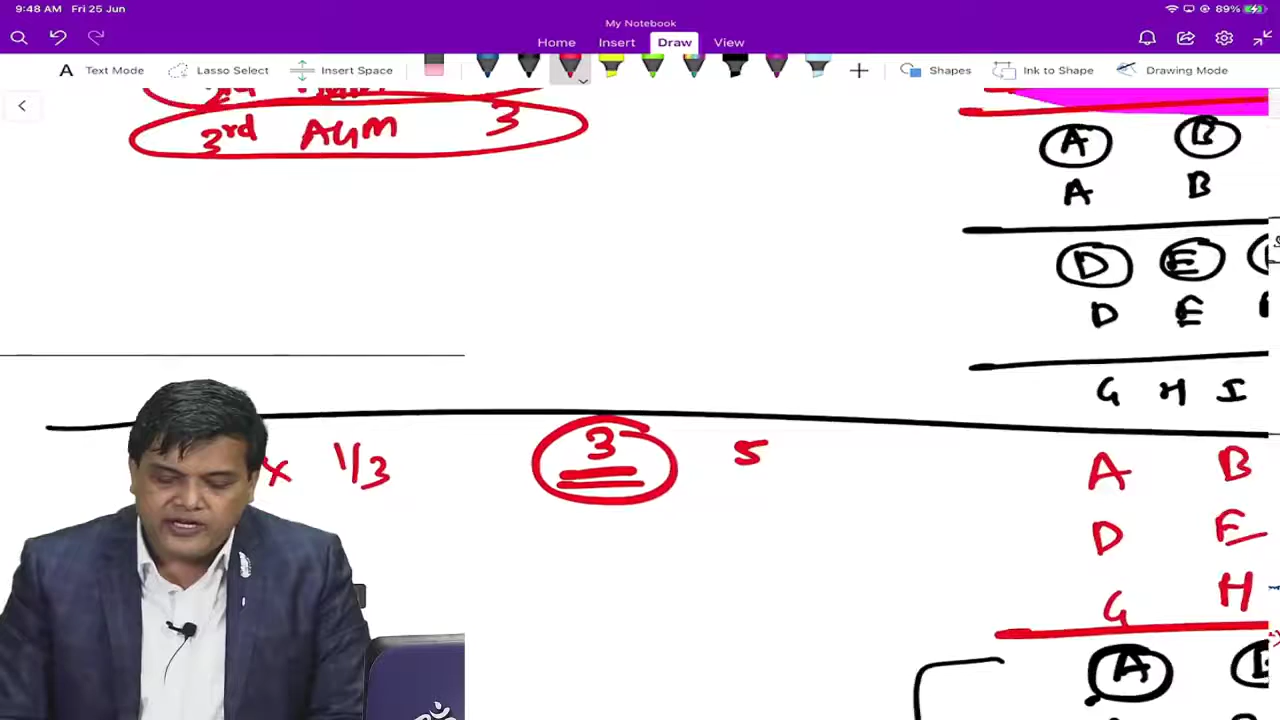 9:48 AM Fri 25 Jun
89%
My Notebook
Home Insert Draw View
A Text Mode Lasso Select Insert Space Shapes Ink to Shape Drawing Mode
3rd AGM 3
A B
A B
D E
D E
G H I
x 1/3 3 5
A B
D E
G H
A